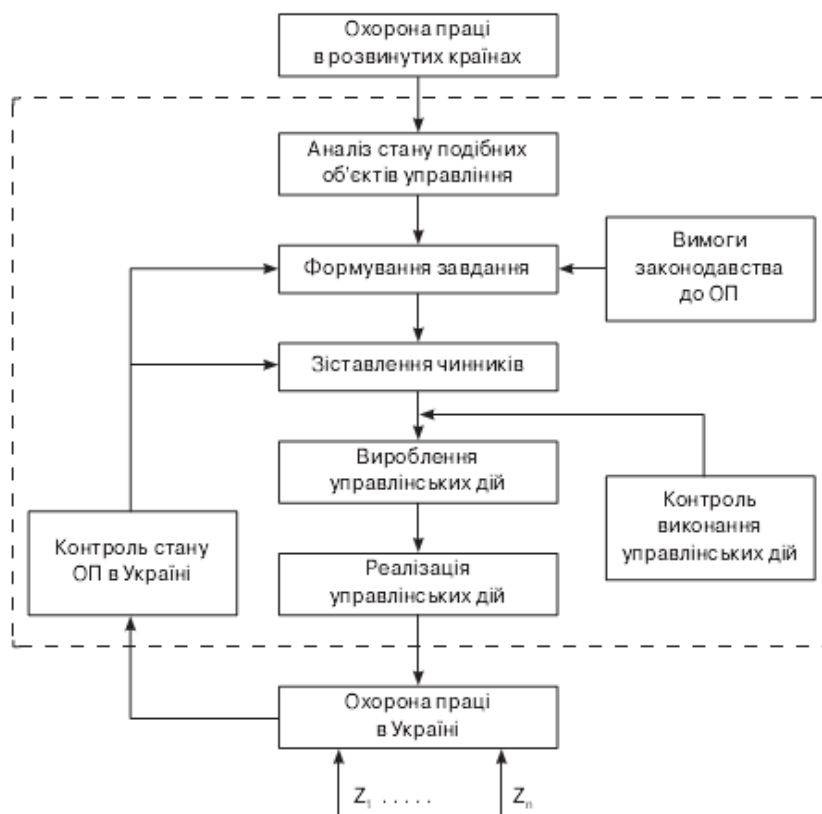 Охорона праці
в розвинутих країнах
Аналіз стану подібних
об'єктів управління
Формування завдання
Вимоги
законодавства
до ОП
Зіставлення чинників
Вироблення
управлінських дій
Контроль
виконання
управлінських дій
Контроль стану
ОП в Україні
Реалізація
управлінських дій
Охорона праці
в Україні
Z₁ . . . . . Zₙ